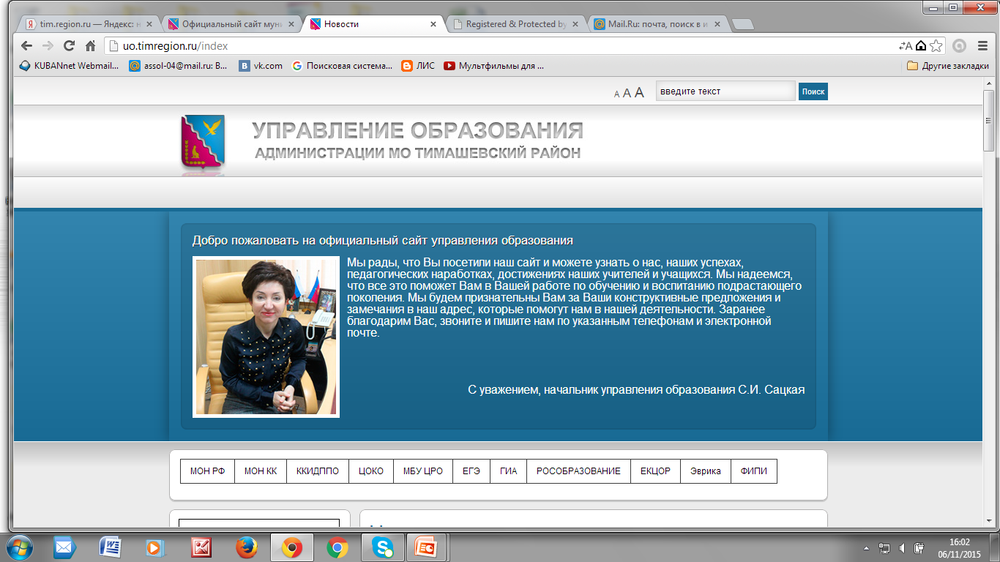 tim.region.ru — Яндекс: н
Официальный сайт муни
Новости
Registered & Protected by
Mail.Ru: почта, поиск в и
uo.timregion.ru/index
KUBANnet Webmail...
assol-04@mail.ru: В...
vk.com
Поисковая система...
ЛИС
Мультфильмы для ...
Другие закладки
A A A
введите текст
Поиск
УПРАВЛЕНИЕ ОБРАЗОВАНИЯ
АДМИНИСТРАЦИИ МО ТИМАШЕВСКИЙ РАЙОН
Добро пожаловать на официальный сайт управления образования
Мы рады, что Вы посетили наш сайт и можете узнать о нас, наших успехах,
педагогических наработках, достижениях наших учителей и учащихся. Мы надеемся,
что все это поможет Вам в Вашей работе по обучению и воспитанию подрастающего
поколения. Мы будем признательны Вам за Ваши конструктивные предложения и
замечания в наш адрес, которые помогут нам в нашей деятельности. Заранее
благодарим Вас, звоните и пишите нам по указанным телефонам и электронной
почте.
С уважением, начальник управления образования С.И. Сацкая
МОН РФ
МОН КК
ККИДППО
ЦОКО
МБУ ЦРО
ЕГЭ
ГИА
РОСОБРАЗОВАНИЕ
ЕКЦОР
Эврика
ФИПИ
16:02
06/11/2015